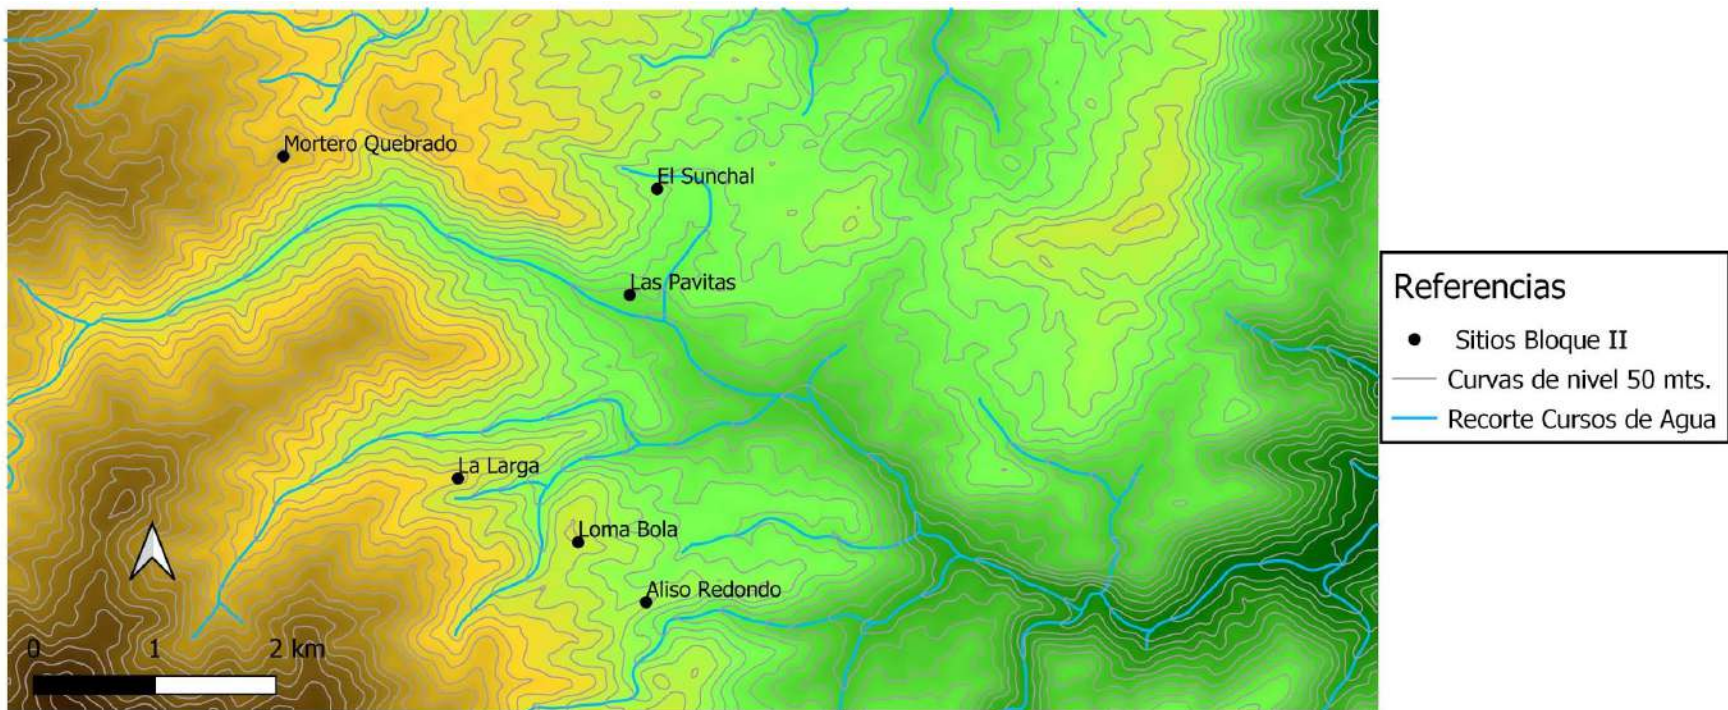 Mortero Quebrado
El Sunchal
Las Pavitas
La Larga
Loma Bola
Aliso Redondo
0 1 2 km
Referencias
Sitios Bloque II
Curvas de nivel 50 mts.
Recorte Cursos de Agua